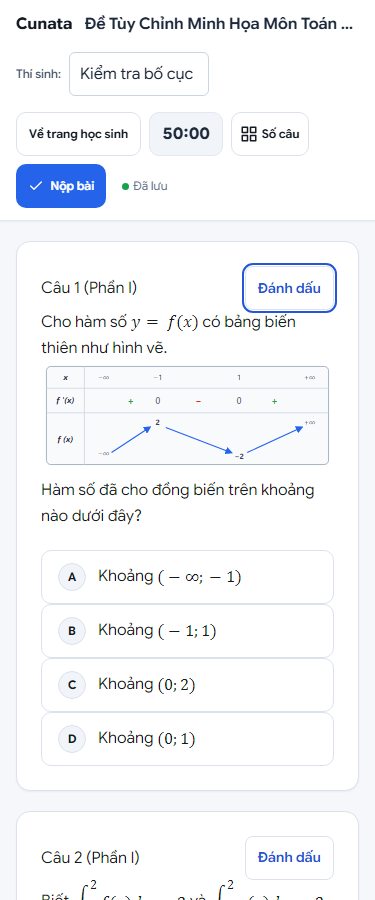 Cunata Đề Tùy Chỉnh Minh Họa Môn Toán ...
Thí sinh: Kiểm tra bố cục
Về trang học sinh 50:00 Số câu
Nộp bài Đã lưu
Câu 1 (Phần I) Đánh dấu
Cho hàm số y = f(x) có bảng biến
thiên như hình vẽ.
x −∞ −1 1 +∞
f '(x) + 0 − 0 +
2 +∞
f (x)
−∞ −2
Hàm số đã cho đồng biến trên khoảng
nào dưới đây?
A Khoảng (−∞; −1)
B Khoảng (−1; 1)
C Khoảng (0; 2)
D Khoảng (0; 1)
Câu 2 (Phần I) Đánh dấu